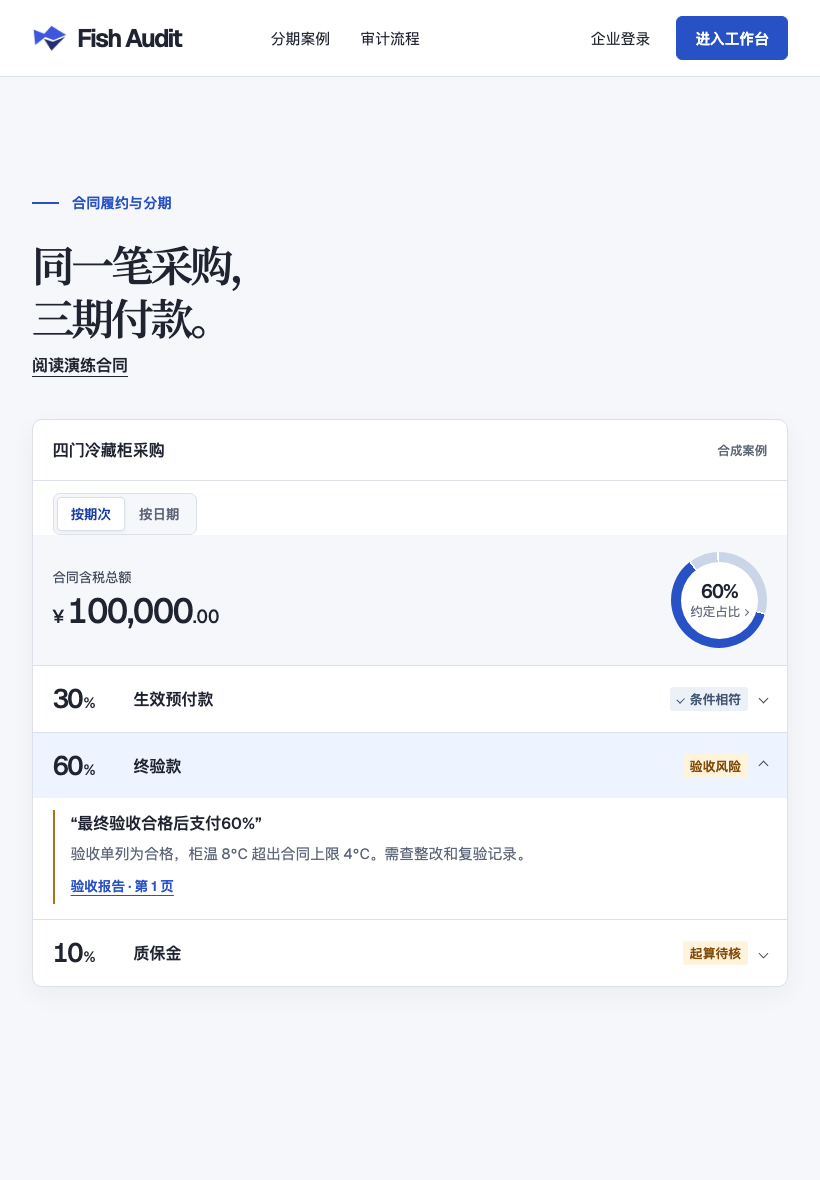 Fish Audit
分期案例
审计流程
企业登录
进入工作台
合同履约与分期
同一笔采购,
三期付款。
阅读演练合同
四门冷藏柜采购
合成案例
按期次
按日期
合同含税总额
¥ 100,000.00
60%
约定占比
30%
生效预付款
条件相符
60%
终验款
验收风险
“最终验收合格后支付60%”
验收单列为合格，柜温 8°C 超出合同上限 4°C。需查整改和复验记录。
验收报告 · 第 1 页
10%
质保金
起算待核